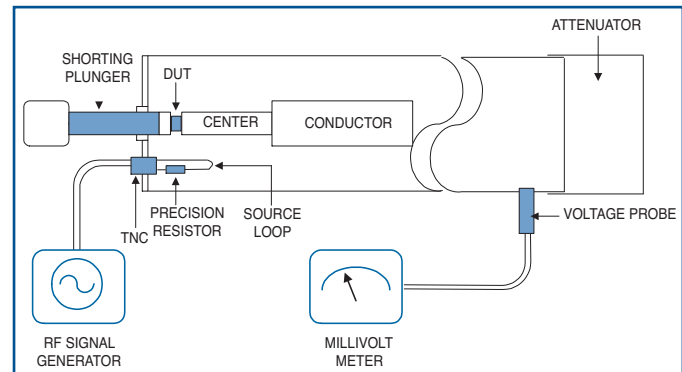 ATTENUATOR
SHORTING
PLUNGER
DUT
CENTER
CONDUCTOR
PRECISION
RESISTOR
SOURCE
LOOP
VOLTAGE PROBE
TNC
RF SIGNAL
GENERATOR
MILLIVOLT
METER